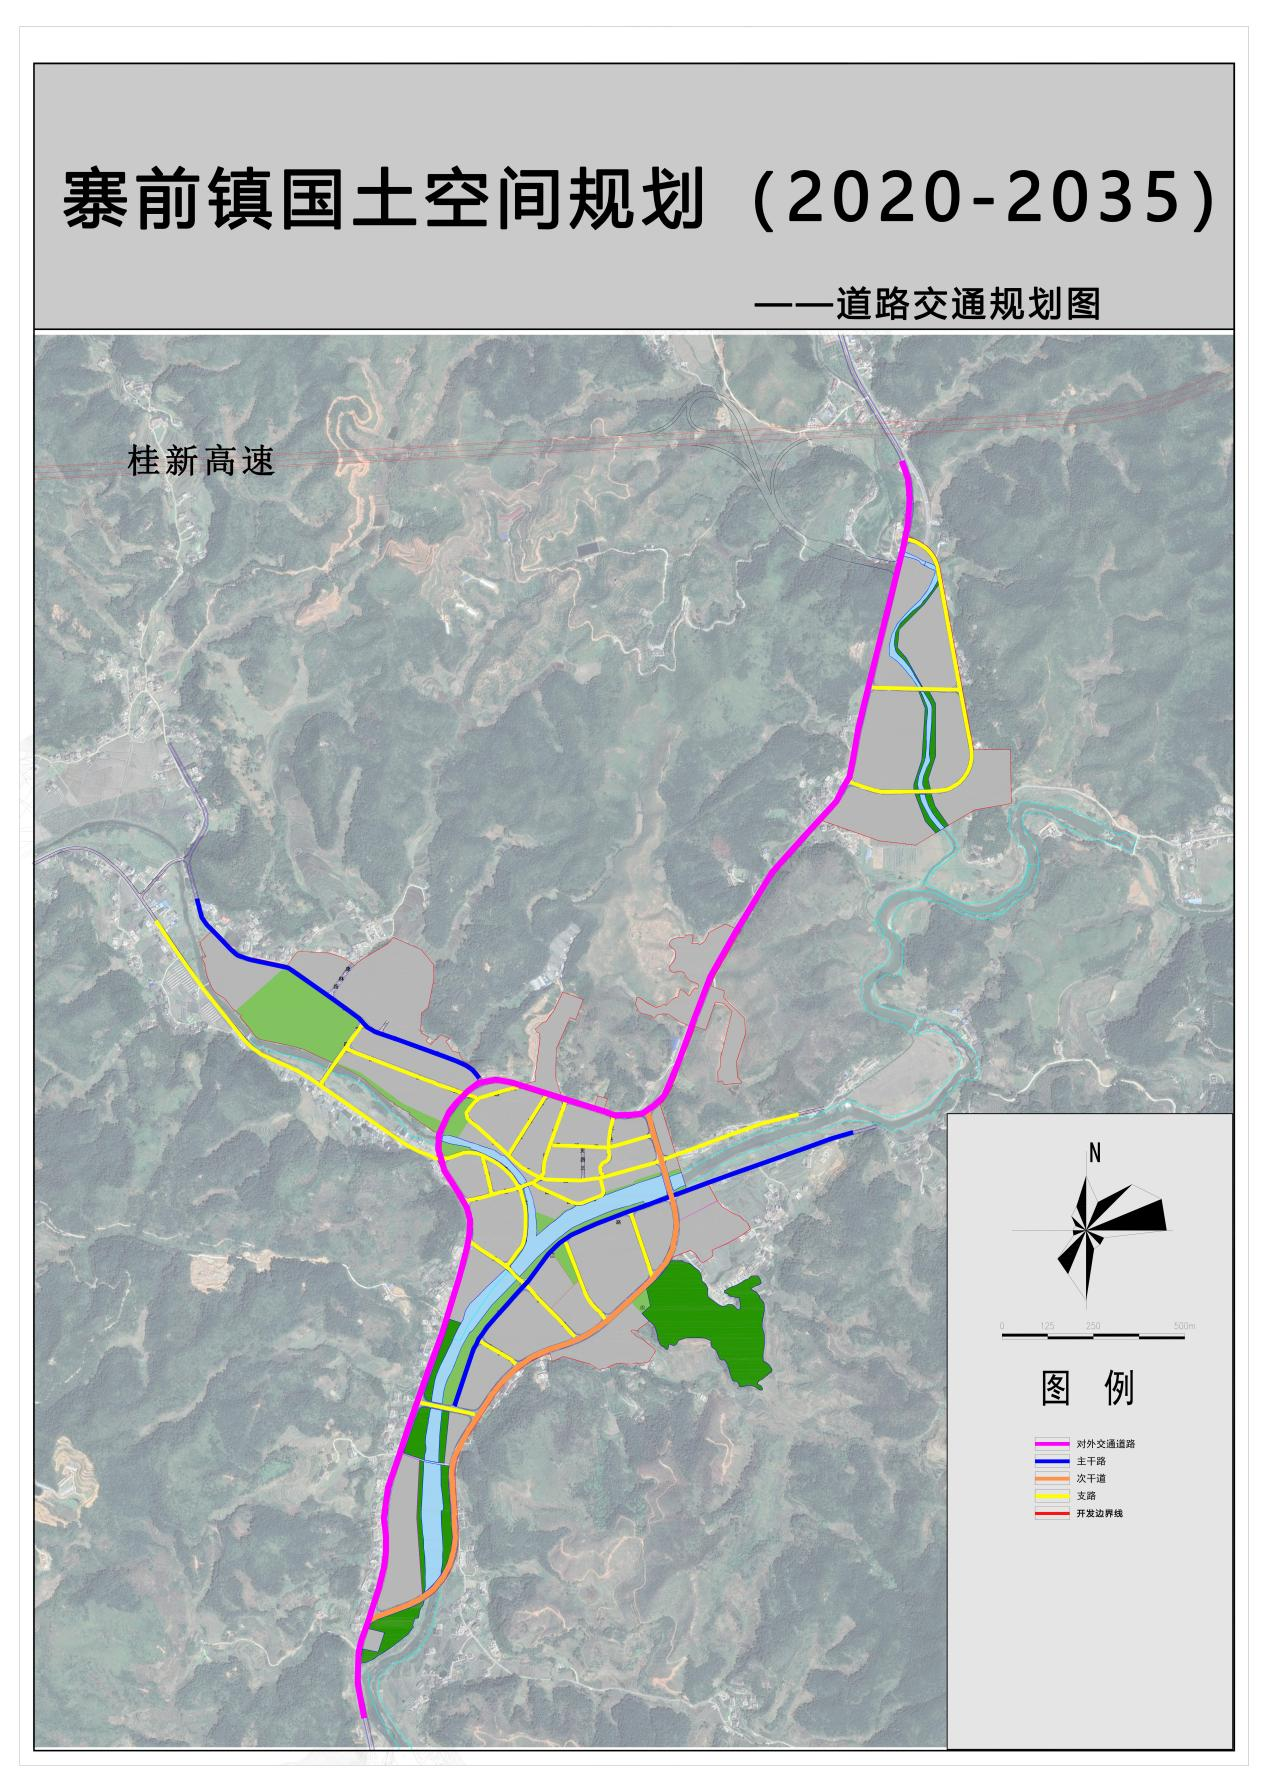 寨前镇国土空间规划（2020-2035）
——道路交通规划图
桂新高速
N
0 125 250 500m
图 例
对外交通道路
主干路
次干道
支路
开发边界线